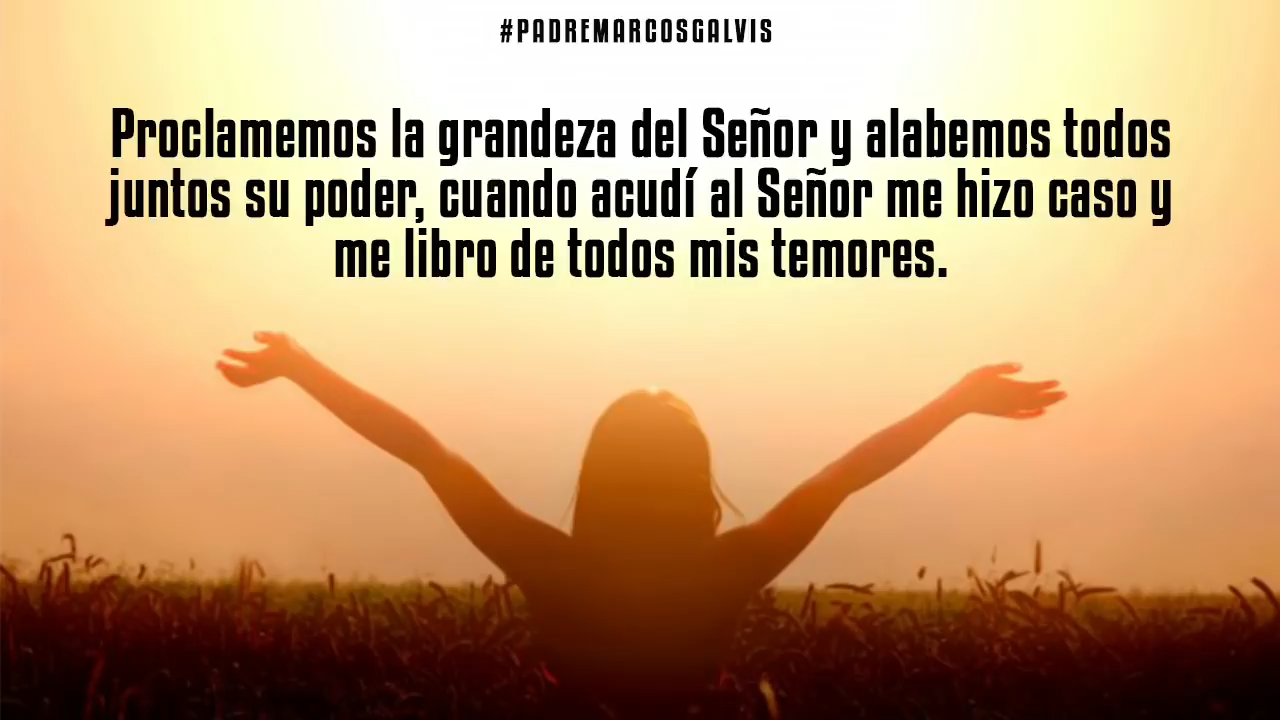 #PADREMARCOSGALVIS
Proclamemos la grandeza del Señor y alabemos todos
juntos su poder, cuando acudí al Señor me hizo caso y
me libro de todos mis temores.